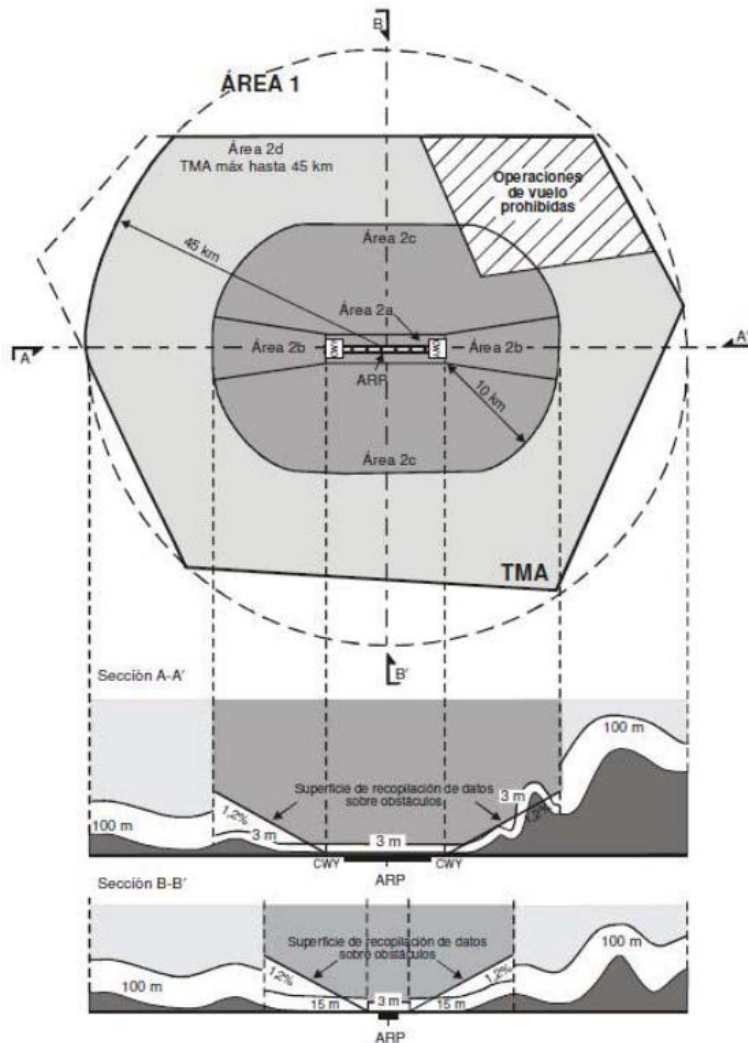 B
ÁREA 1
Área 2d
TMA máx hasta 45 km
Operaciones
de vuelo
prohibidas
45 km
Área 2c
Área 2a
A
Área 2b
CWY
CWY
Área 2b
A'
ARP
10 km
Área 2c
TMA
B'
Sección A-A'
100 m
Superficie de recopilación de datos
sobre obstáculos
3 m
1,2%
1,2%
100 m
3 m
3 m
CWY
CWY
ARP
Sección B-B'
Superficie de recopilación de datos
sobre obstáculos
100 m
1,2%
1,2%
100 m
15 m
3 m
15 m
ARP